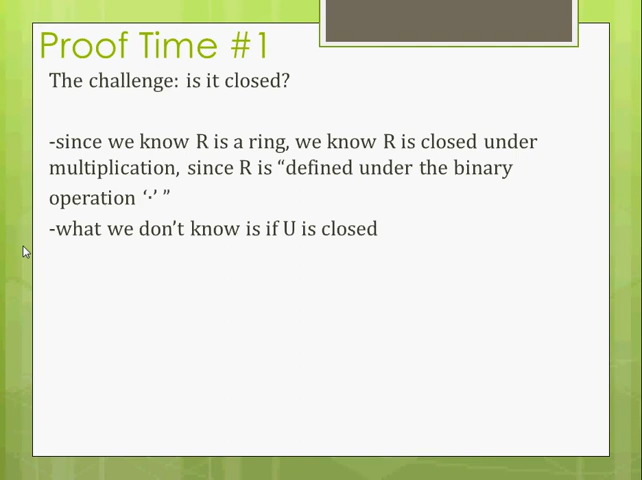 Proof Time #1
The challenge: is it closed?
-since we know R is a ring, we know R is closed under
multiplication, since R is “defined under the binary
operation ‘·’ ”
-what we don’t know is if U is closed